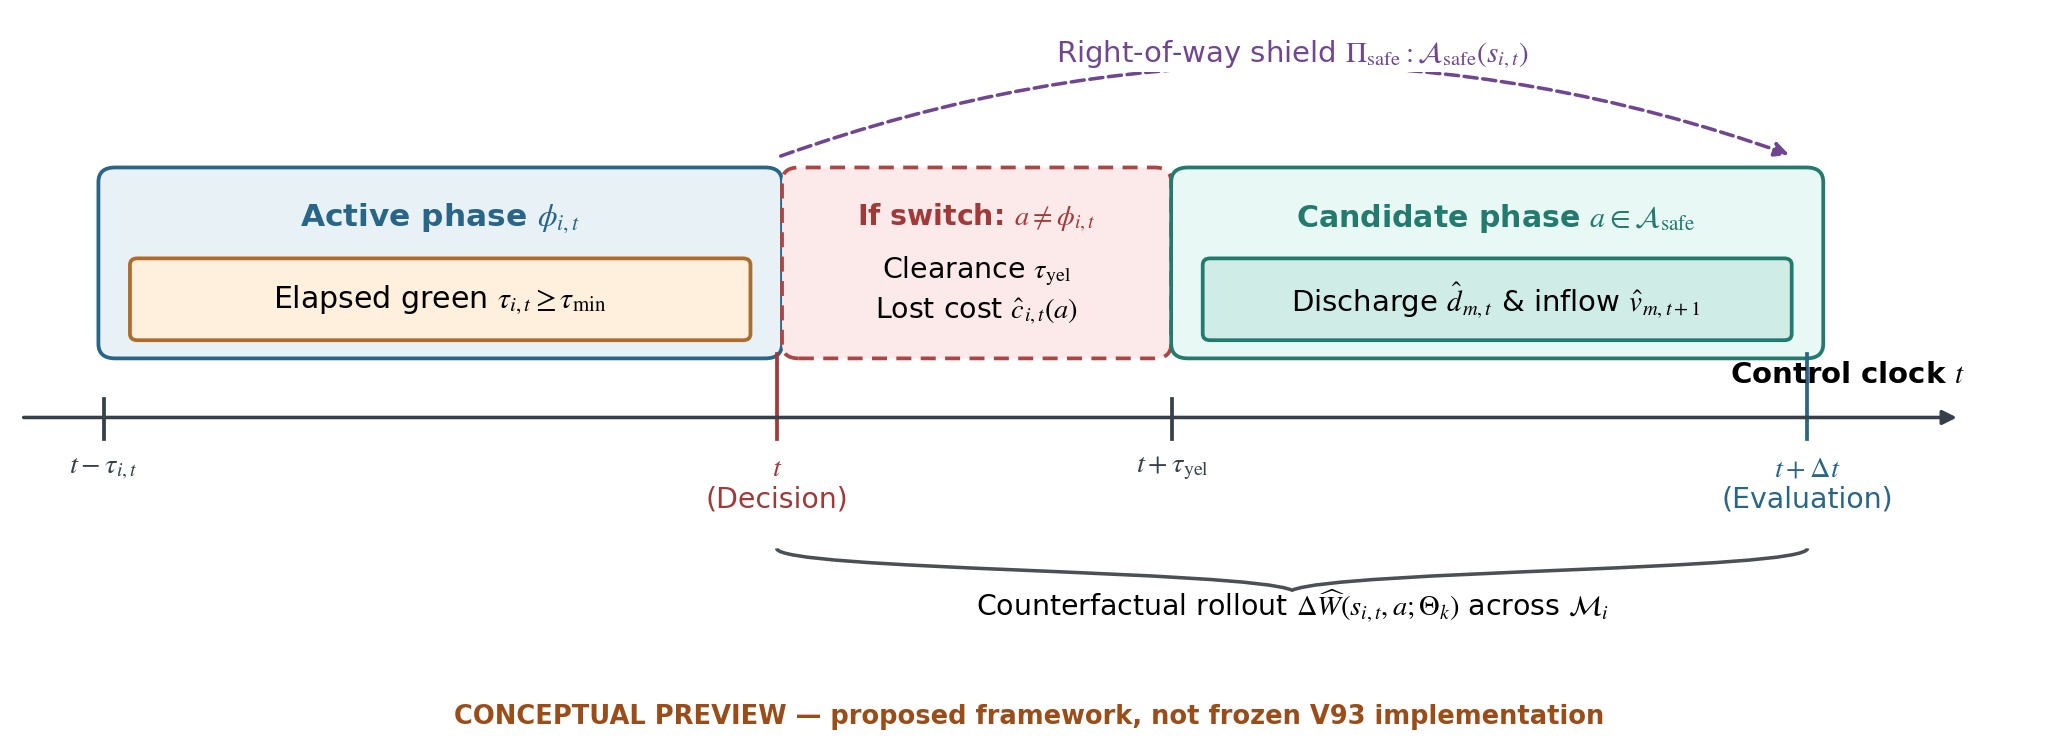 Right-of-way shield Π_safe : 𝒜_safe(s_{i,t})
Active phase ϕ_{i,t}
Elapsed green τ_{i,t} ≥ τ_min
If switch: a ≠ ϕ_{i,t}
Clearance τ_yel
Lost cost ĉ_{i,t}(a)
Candidate phase a ∈ 𝒜_safe
Discharge d̂_{m,t} & inflow v̂_{m,t+1}
Control clock t
t − τ_{i,t}
t
(Decision)
t + τ_yel
t + Δt
(Evaluation)
Counterfactual rollout ΔŴ(s_{i,t}, a; Θ_k) across ℳ_i
CONCEPTUAL PREVIEW — proposed framework, not frozen V93 implementation